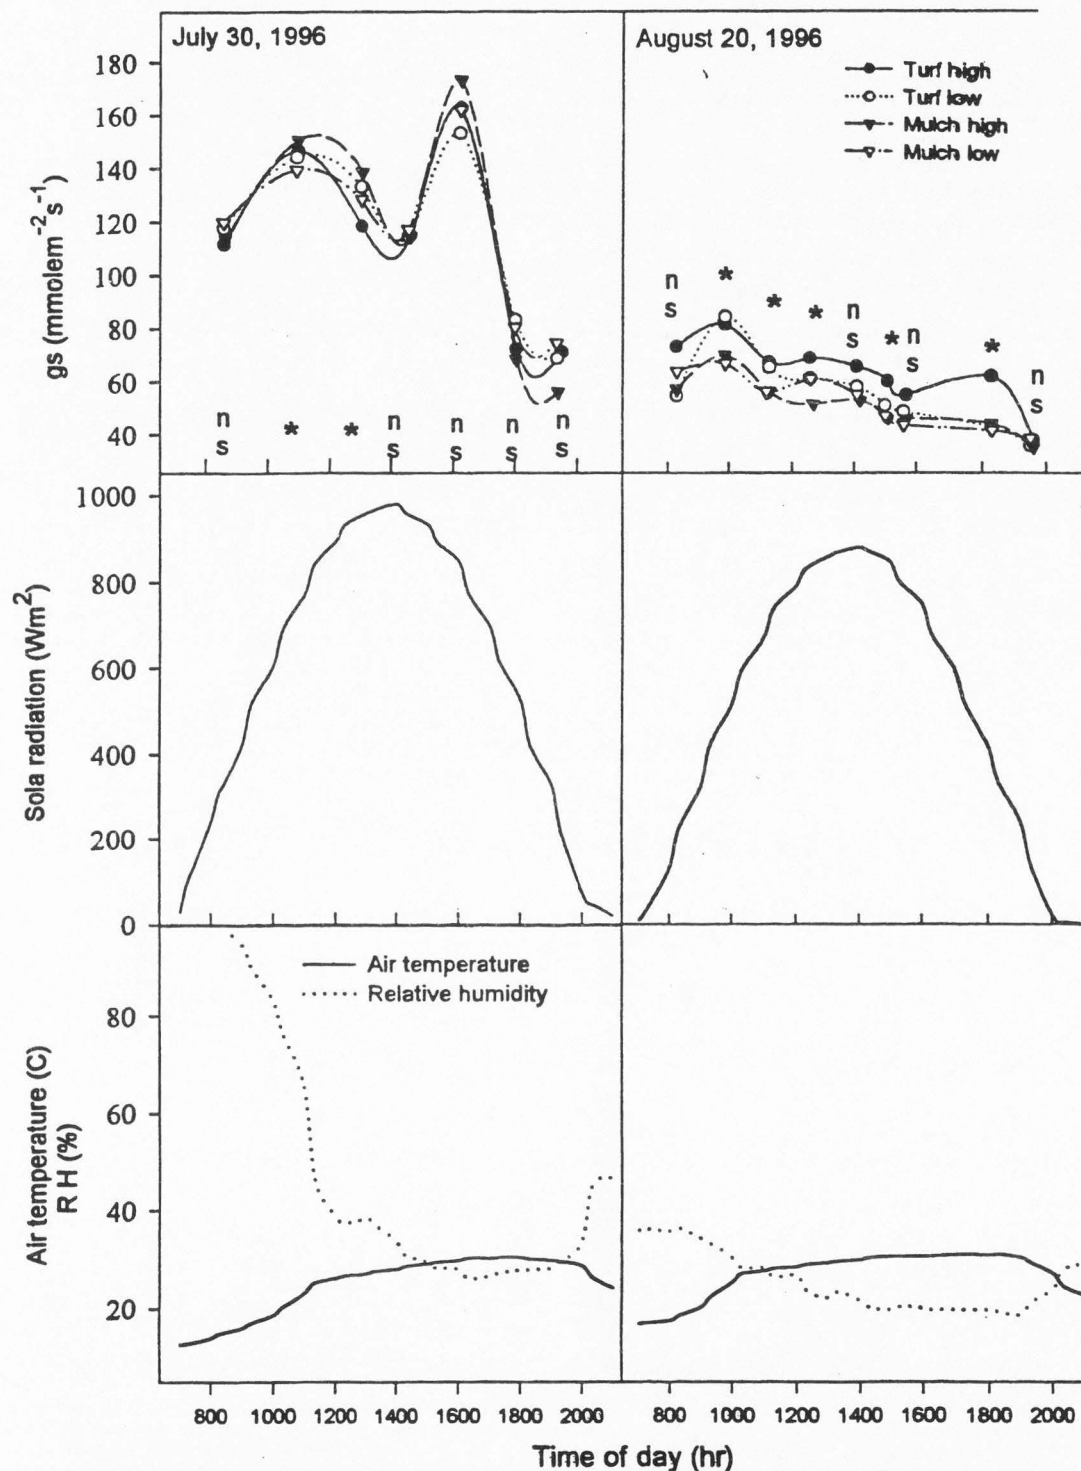 July 30, 1996
August 20, 1996
Turf high
Turf low
Mulch high
Mulch low
gs (mmolem⁻²s⁻¹)
180
160
140
120
100
80
60
40
n s
*
*
n s
n s
n s
n s
n s
*
*
*
n s
*
n s
*
n s
Sola radiation (Wm²)
1000
800
600
400
200
0
Air temperature
Relative humidity
Air temperature (C)
R H (%)
80
60
40
20
800 1000 1200 1400 1600 1800 2000
800 1000 1200 1400 1600 1800 2000
Time of day (hr)